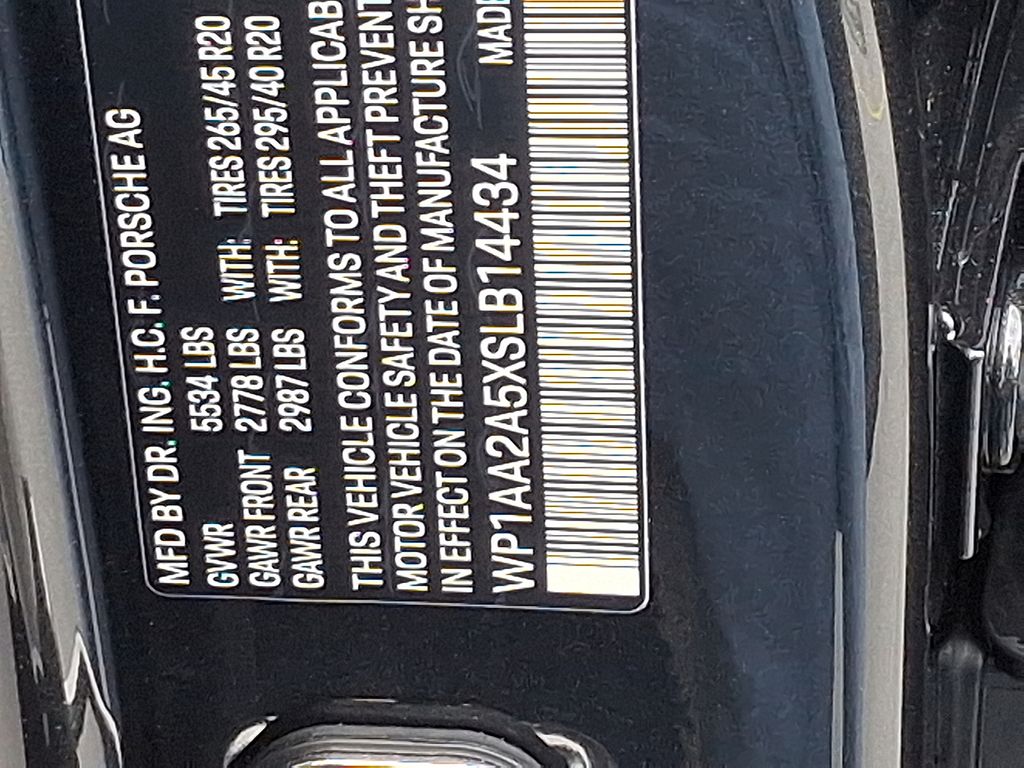 MFD BY DR. ING. H.C. F. PORSCHE AG
GVWR 5534 LBS
GAWR FRONT 2778 LBS WITH: TIRES 265/45 R20
GAWR REAR 2987 LBS WITH: TIRES 295/40 R20
THIS VEHICLE CONFORMS TO ALL APPLICAB
MOTOR VEHICLE SAFETY AND THEFT PREVENT
IN EFFECT ON THE DATE OF MANUFACTURE SH
WP1AA2A5XSLB14434 MADE